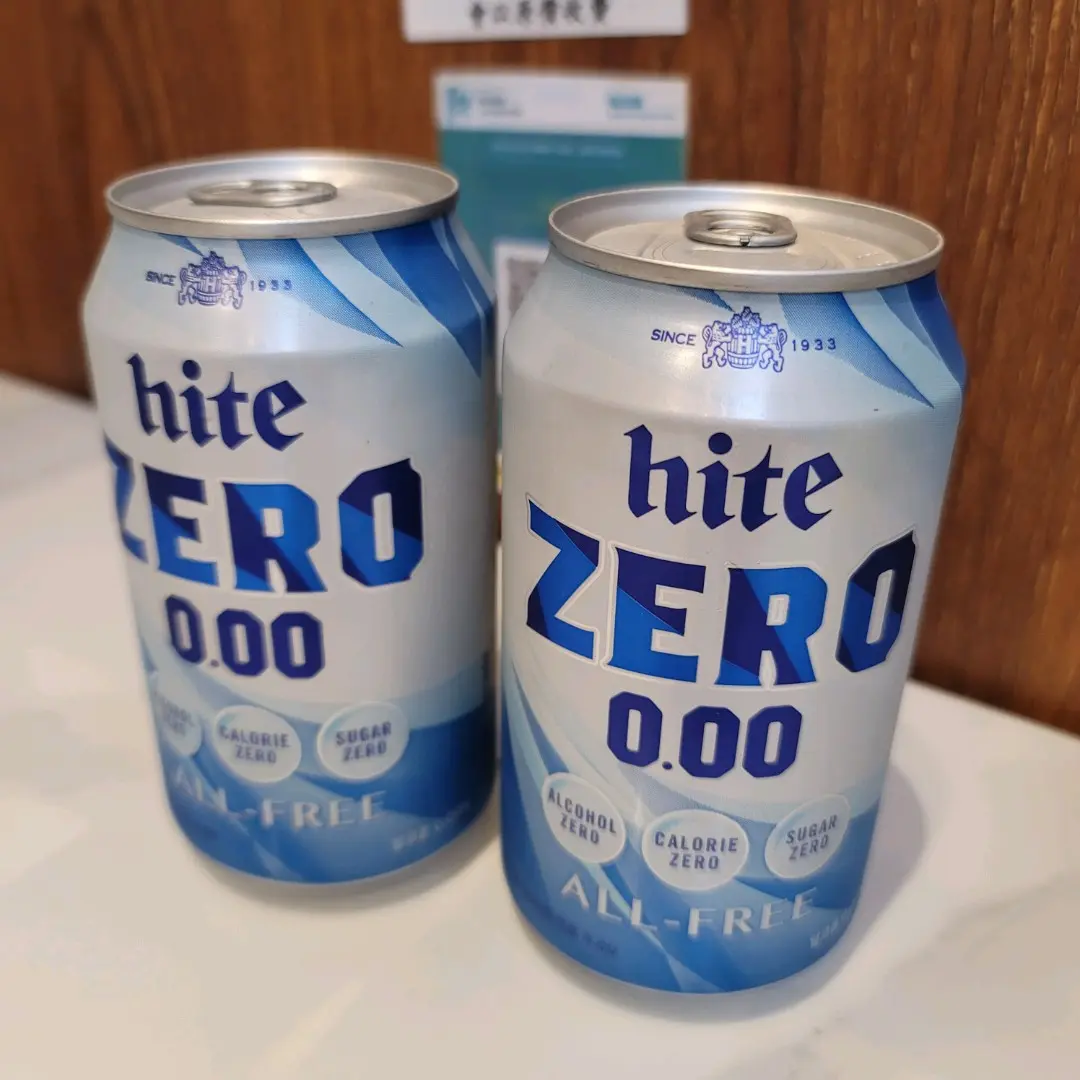 SINCE 1933
hite
ZERO
0.00
CALORIE
ZERO
SUGAR
ZERO
ALL-FREE
SINCE 1933
hite
ZERO
0.00
ALCOHOL
ZERO
CALORIE
ZERO
SUGAR
ZERO
ALL-FREE